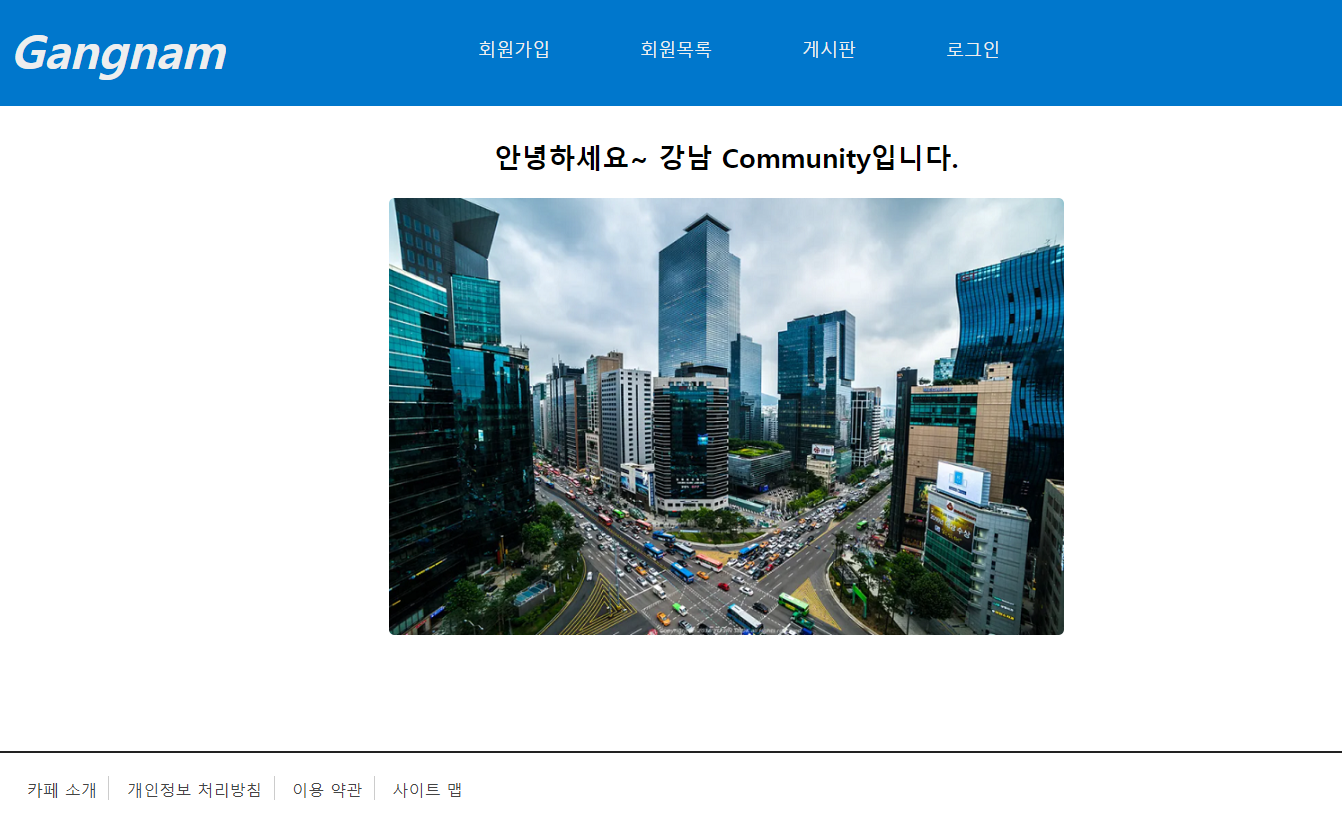 Gangnam
회원가입 회원목록 게시판 로그인
안녕하세요~ 강남 Community입니다.
카페 소개 개인정보 처리방침 이용 약관 사이트 맵